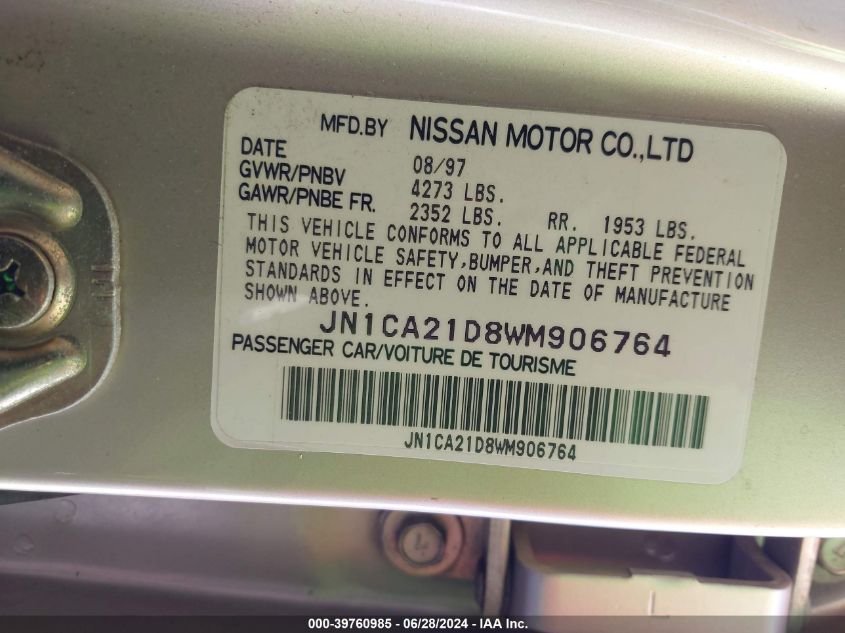 MFD.BY NISSAN MOTOR CO.,LTD
DATE 08/97
GVWR/PNBV 4273 LBS.
GAWR/PNBE FR. 2352 LBS. RR. 1953 LBS.
THIS VEHICLE CONFORMS TO ALL APPLICABLE FEDERAL
MOTOR VEHICLE SAFETY,BUMPER,AND THEFT PREVENTION
STANDARDS IN EFFECT ON THE DATE OF MANUFACTURE
SHOWN ABOVE.
JN1CA21D8WM906764
PASSENGER CAR/VOITURE DE TOURISME
JN1CA21D8WM906764
4
000-39760985 / 06/28/2024 - IAA Inc.